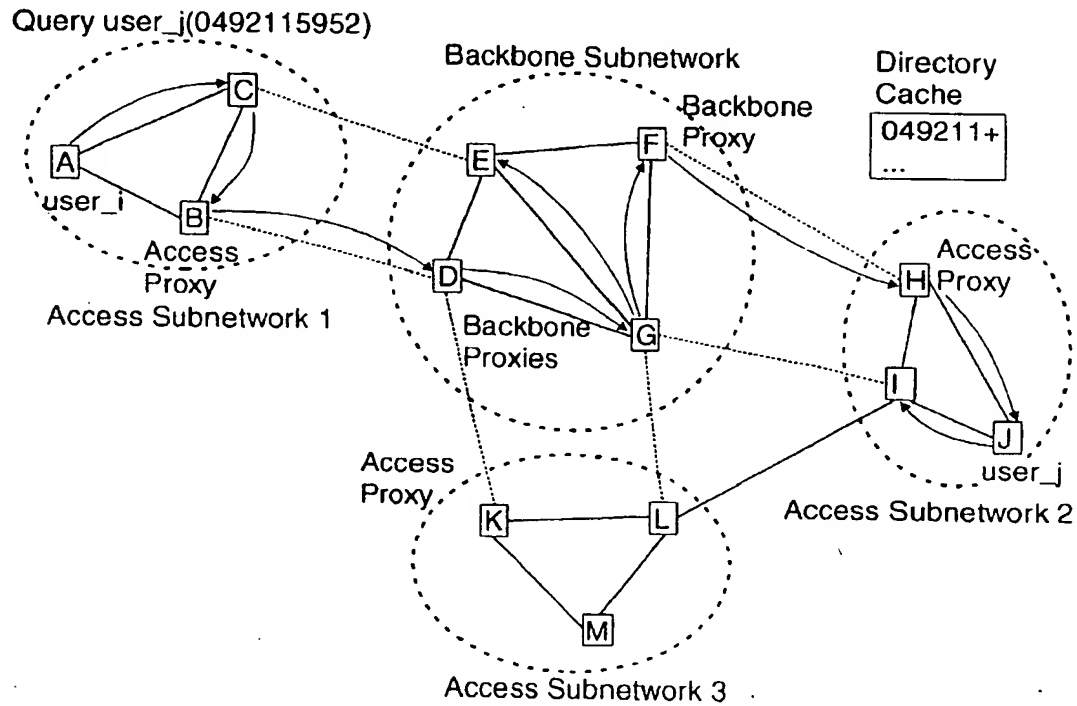 Query user_j(0492115952)
Backbone Subnetwork
Directory
Cache
049211+
...
Backbone
Proxy
C
A
user_i
B
Access
Proxy
Access Subnetwork 1
E
F
D
G
Backbone
Proxies
Access
Proxy
H
I
J
user_j
Access Subnetwork 2
Access
Proxy
K
L
M
Access Subnetwork 3